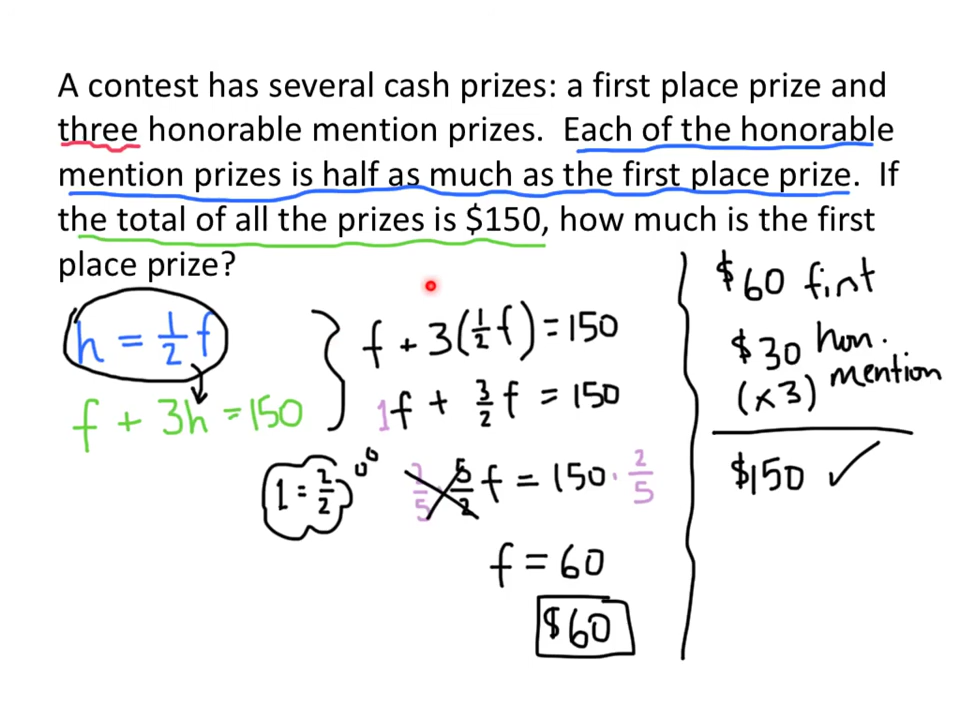 A contest has several cash prizes: a first place prize and
three honorable mention prizes. Each of the honorable
mention prizes is half as much as the first place prize. If
the total of all the prizes is $150, how much is the first
place prize?
h = 1/2 f
f + 3h = 150
f + 3(1/2 f) = 150
1f + 3/2 f = 150
1 = 2/2
2/5 · 5/2 f = 150 · 2/5
f = 60
$60
$60 first
$30 hon.
(x3) mention
$150 ✓